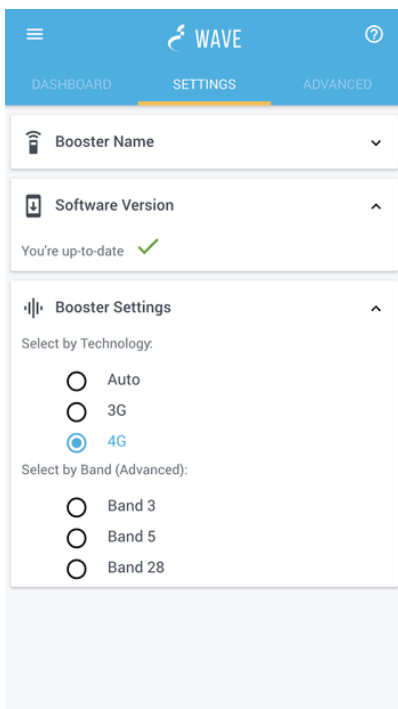 WAVE
DASHBOARD SETTINGS ADVANCED
Booster Name
Software Version
You're up-to-date
Booster Settings
Select by Technology:
Auto
3G
4G
Select by Band (Advanced):
Band 3
Band 5
Band 28